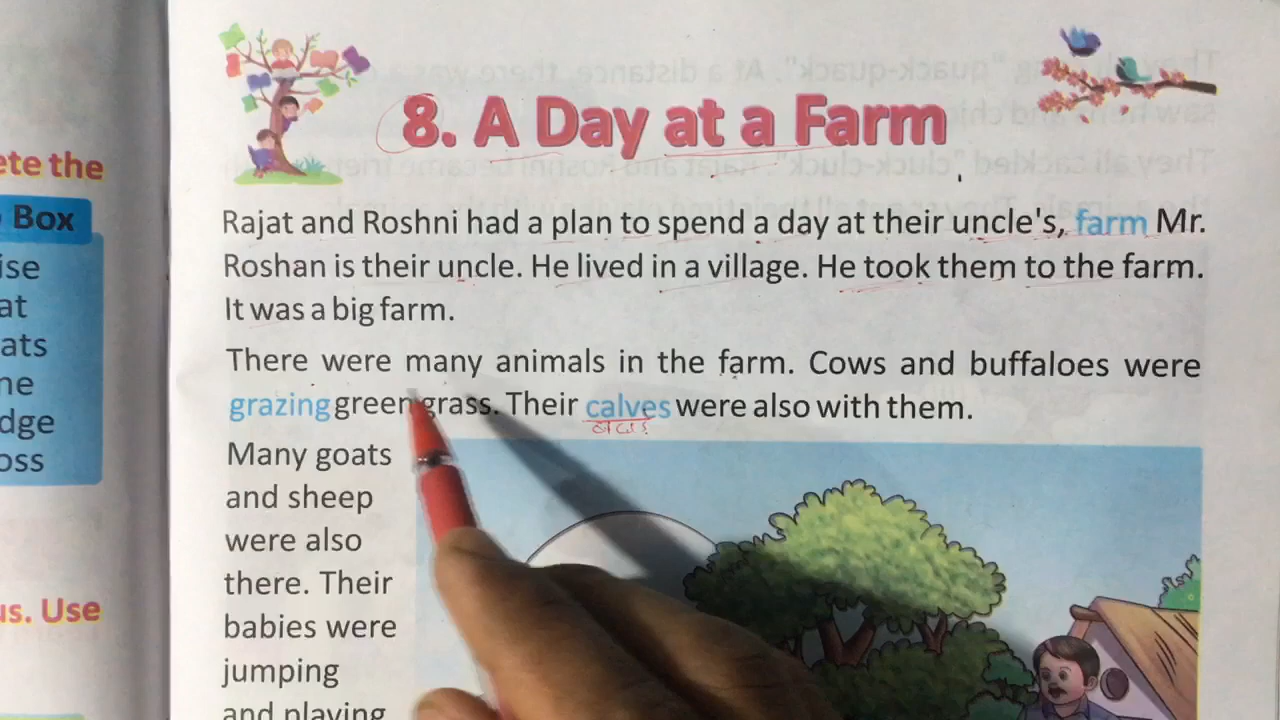 ete the
Box
ise
at
ats
ne
dge
oss
us. Use
8. A Day at a Farm
Rajat and Roshni had a plan to spend a day at their uncle's, farm Mr.
Roshan is their uncle. He lived in a village. He took them to the farm.
It was a big farm.
There were many animals in the farm. Cows and buffaloes were
grazing green grass. Their calves were also with them.
Many goats
and sheep
were also
there. Their
babies were
jumping
and playing